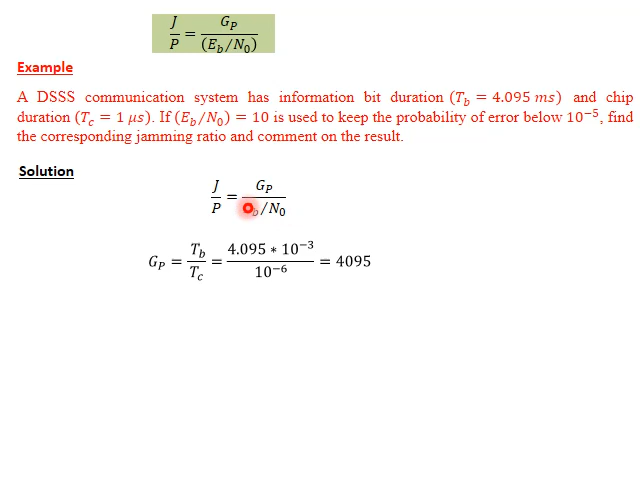 J/P = G_P/(E_b/N_0)
Example
A DSSS communication system has information bit duration (T_b = 4.095 ms) and chip
duration (T_c = 1 μs). If (E_b/N_0) = 10 is used to keep the probability of error below 10^−5, find
the corresponding jamming ratio and comment on the result.
Solution
J/P = G_P/(_b/N_0)
G_P = T_b/T_c = (4.095 * 10^−3)/(10^−6) = 4095